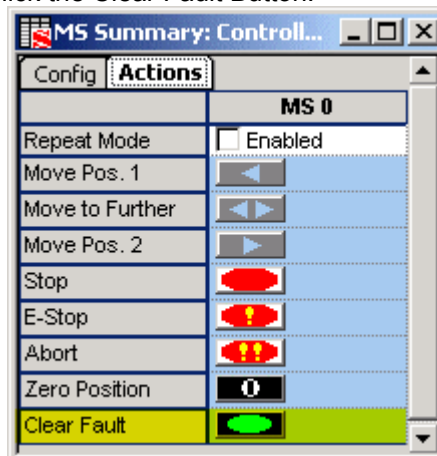 the Clear Fault Button.
MS Summary: Controll...
Config Actions
MS 0
Repeat Mode Enabled
Move Pos. 1
Move to Further
Move Pos. 2
Stop
E-Stop !
Abort !!
Zero Position 0
Clear Fault